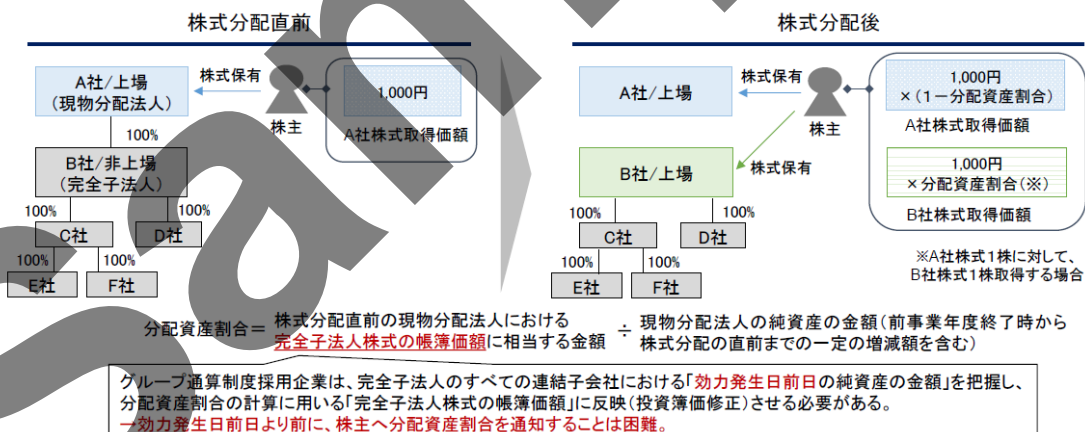 株式分配直前
株式分配後
A社/上場
(現物分配法人)
株式保有
株主
1,000円
A社株式取得価額
100%
B社/非上場
(完全子法人)
100%
100%
C社
D社
100%
100%
E社
F社
A社/上場
株式保有
株主
1,000円
×(1-分配資産割合)
A社株式取得価額
B社/上場
株式保有
1,000円
×分配資産割合(※)
B社株式取得価額
100%
100%
C社
D社
100%
100%
E社
F社
※A社株式1株に対して、
B社株式1株取得する場合
分配資産割合= 株式分配直前の現物分配法人における
完全子法人株式の帳簿価額に相当する金額
÷ 現物分配法人の純資産の金額(前事業年度終了時から
株式分配の直前までの一定の増減額を含む)
グループ通算制度採用企業は、完全子法人のすべての連結子会社における「効力発生日前日の純資産の金額」を把握し、
分配資産割合の計算に用いる「完全子法人株式の帳簿価額」に反映(投資簿価修正)させる必要がある。
→効力発生日前日より前に、株主へ分配資産割合を通知することは困難。
Sample